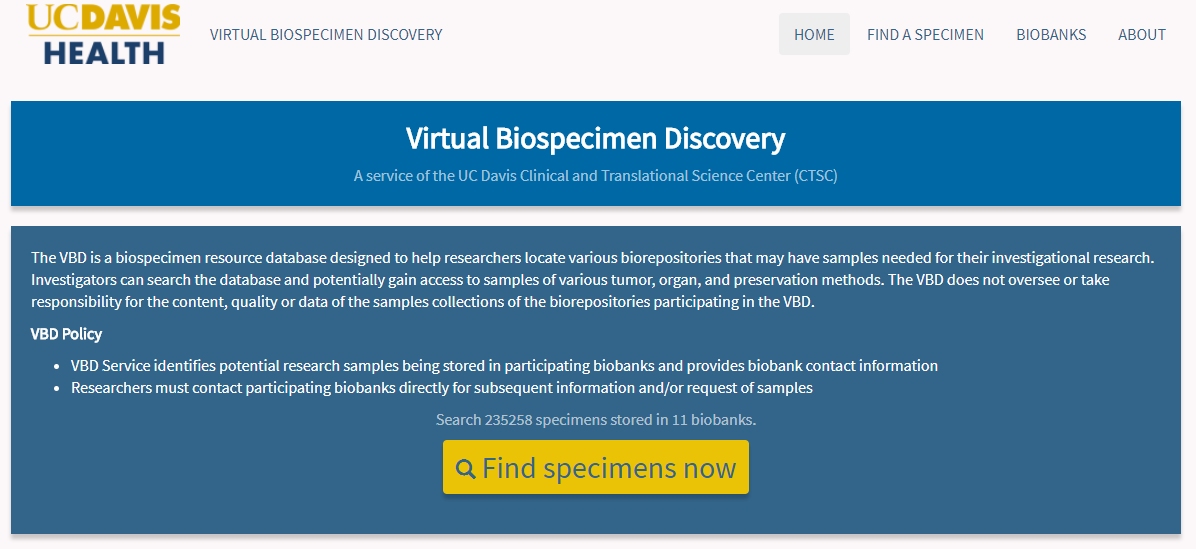 UCDAVIS
HEALTH
VIRTUAL BIOSPECIMEN DISCOVERY
HOME
FIND A SPECIMEN
BIOBANKS
ABOUT
Virtual Biospecimen Discovery
A service of the UC Davis Clinical and Translational Science Center (CTSC)
The VBD is a biospecimen resource database designed to help researchers locate various biorepositories that may have samples needed for their investigational research.
Investigators can search the database and potentially gain access to samples of various tumor, organ, and preservation methods. The VBD does not oversee or take
responsibility for the content, quality or data of the samples collections of the biorepositories participating in the VBD.
VBD Policy
• VBD Service identifies potential research samples being stored in participating biobanks and provides biobank contact information
• Researchers must contact participating biobanks directly for subsequent information and/or request of samples
Search 235258 specimens stored in 11 biobanks.
Find specimens now